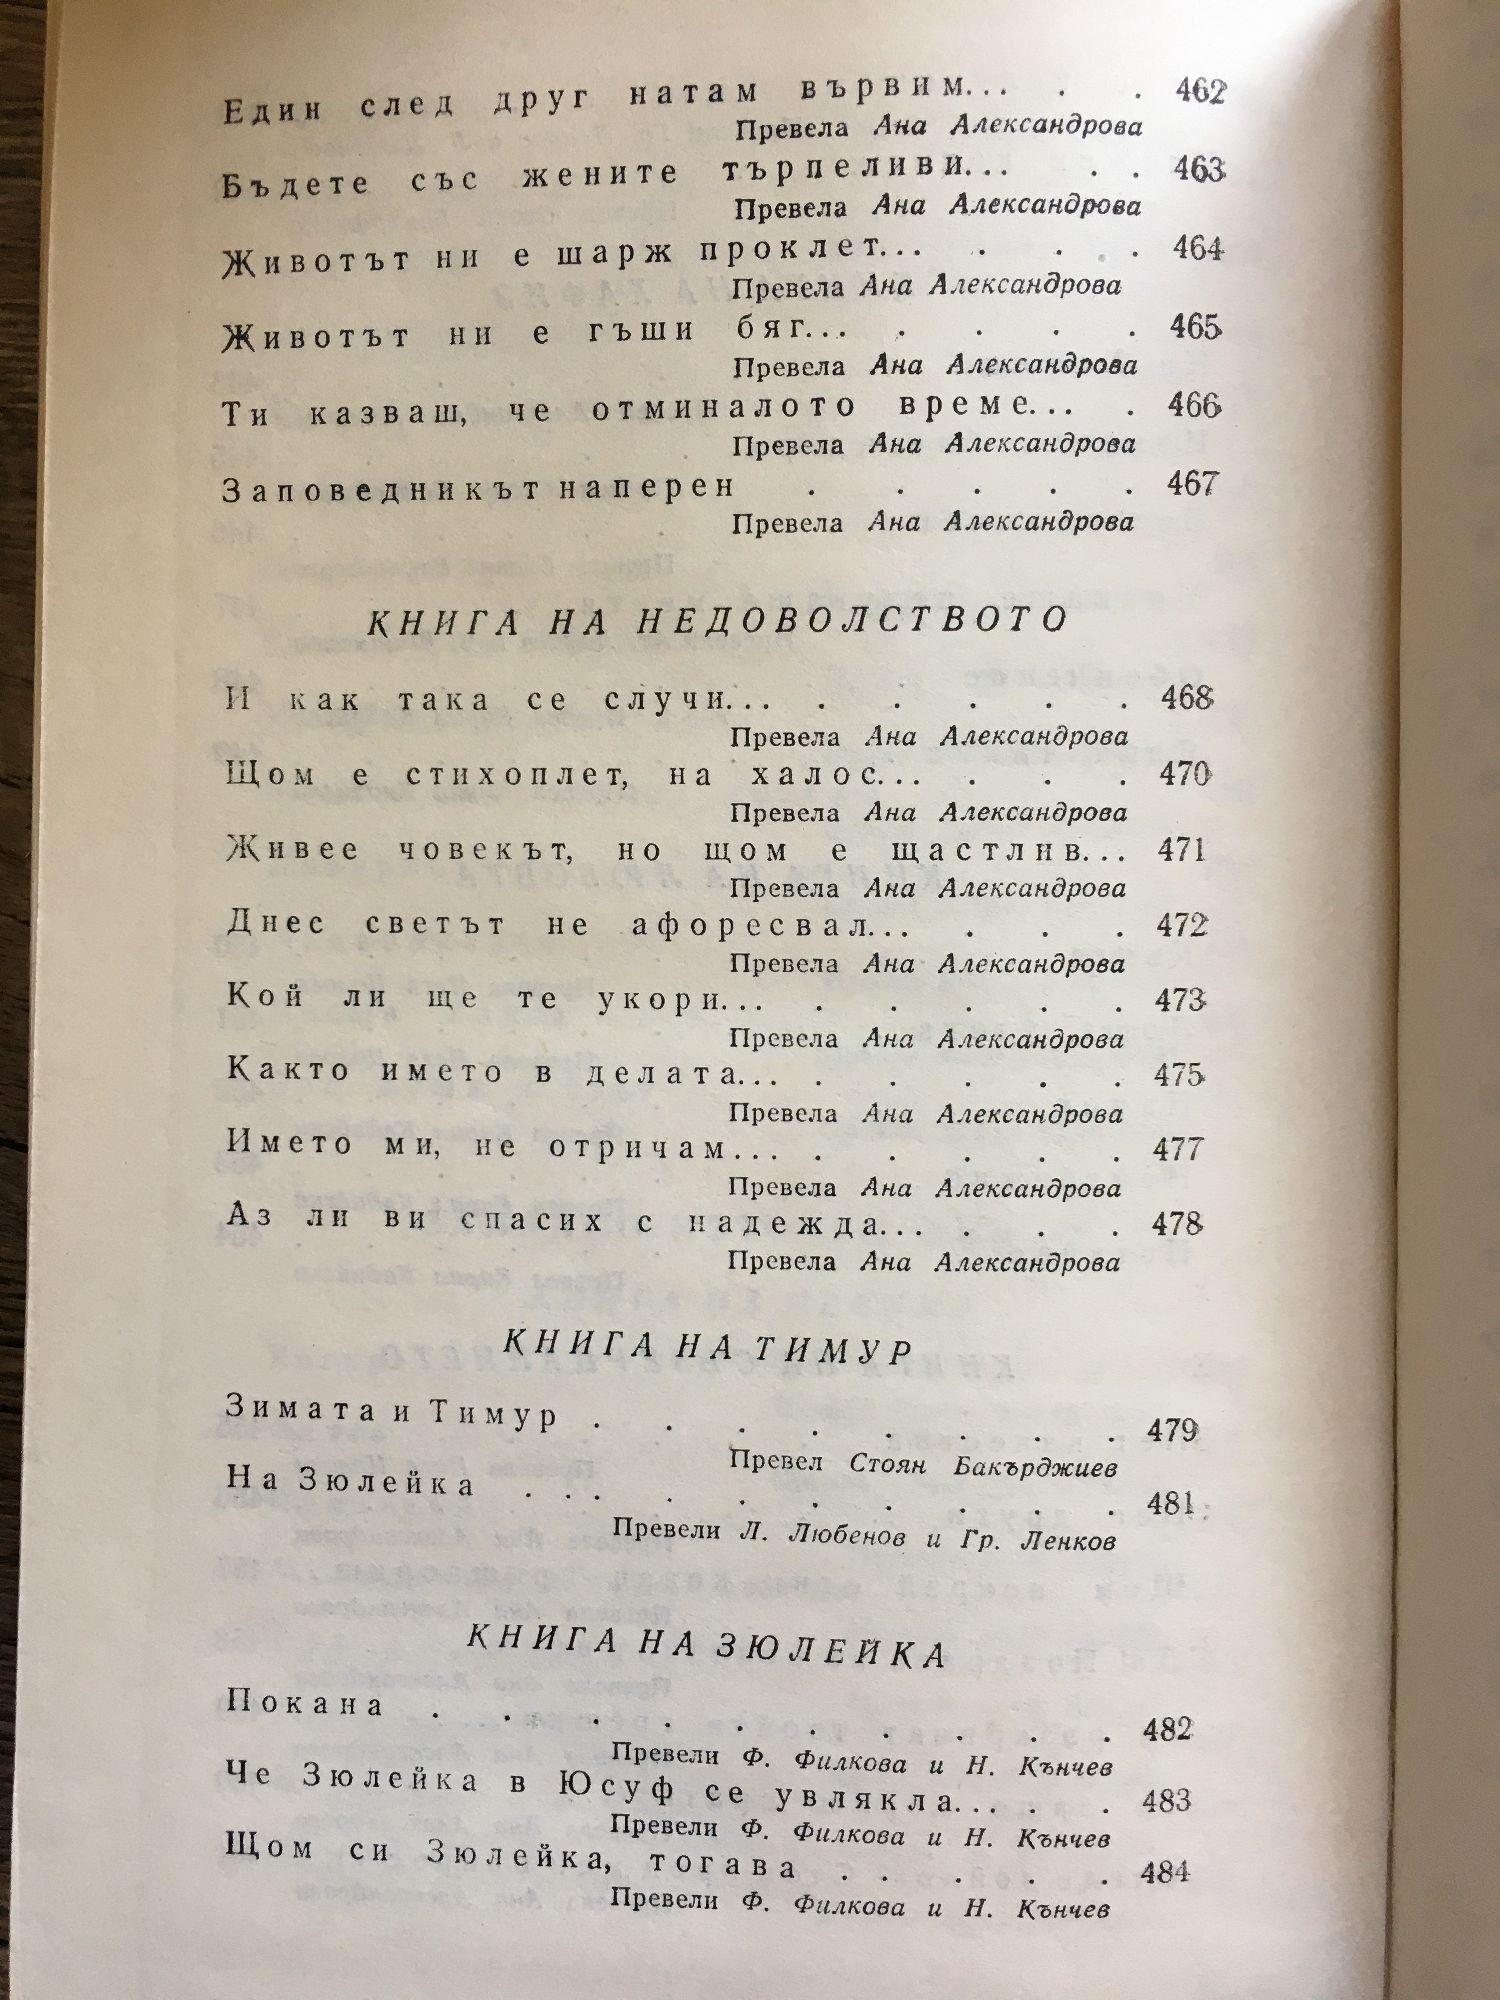 Един след друг натам вървим... . . 462
Превела Ана Александрова
Бъдете със жените търпеливи... . . 463
Превела Ана Александрова
Животът ни е шарж проклет... . . . 464
Превела Ана Александрова
Животът ни е гъши бяг... . . . . 465
Превела Ана Александрова
Ти казваш, че отминалото време... . 466
Превела Ана Александрова
Заповедникът наперен . . . . . 467
Превела Ана Александрова
КНИГА НА НЕДОВОЛСТВОТО
И как така се случи... . . . . . 468
Превела Ана Александрова
Щом е стихоплет, на халос... . . . 470
Превела Ана Александрова
Живее човекът, но щом е щастлив... 471
Превела Ана Александрова
Днес светът не афоресвал... . . . 472
Превела Ана Александрова
Кой ли ще те укори... . . . . . 473
Превела Ана Александрова
Както името в делата... . . . . . 475
Превела Ана Александрова
Името ми, не отричам... . . . . . 477
Превела Ана Александрова
Аз ли ви спасих с надежда... . . . 478
Превела Ана Александрова
КНИГА НА ТИМУР
Зимата и Тимур . . . . . . . . 479
Превел Стоян Бакърджиев
На Зюлейка . . . . . . . . . . 481
Превели Л. Любенов и Гр. Ленков
КНИГА НА ЗЮЛЕЙКА
Покана . . . . . . . . . . 482
Превели Ф. Филкова и Н. Кънчев
Че Зюлейка в Юсуф се увлякла... . . 483
Превели Ф. Филкова и Н. Кънчев
Щом си Зюлейка, тогава . . . . . 484
Превели Ф. Филкова и Н. Кънчев